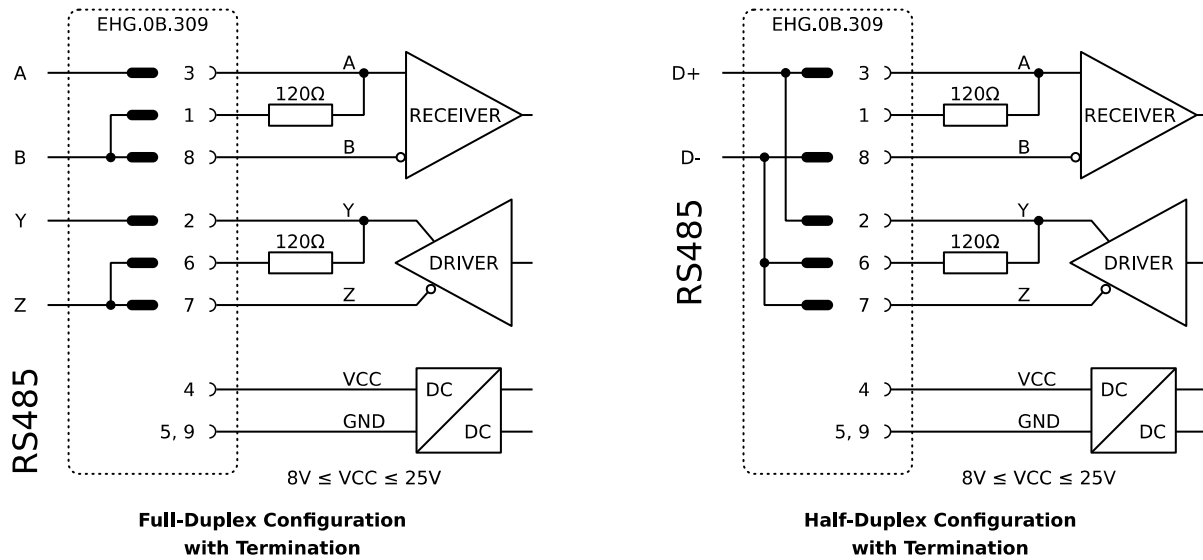 EHG.0B.309
A
3
A
120Ω
1
RECEIVER
B
8
B
Y
2
Y
120Ω
6
DRIVER
Z
7
Z
RS485
4
VCC
DC
5, 9
GND
DC
8V ≤ VCC ≤ 25V
Full-Duplex Configuration
with Termination
EHG.0B.309
D+
3
A
120Ω
1
RECEIVER
D-
8
B
RS485
2
Y
120Ω
6
DRIVER
7
Z
4
VCC
DC
5, 9
GND
DC
8V ≤ VCC ≤ 25V
Half-Duplex Configuration
with Termination